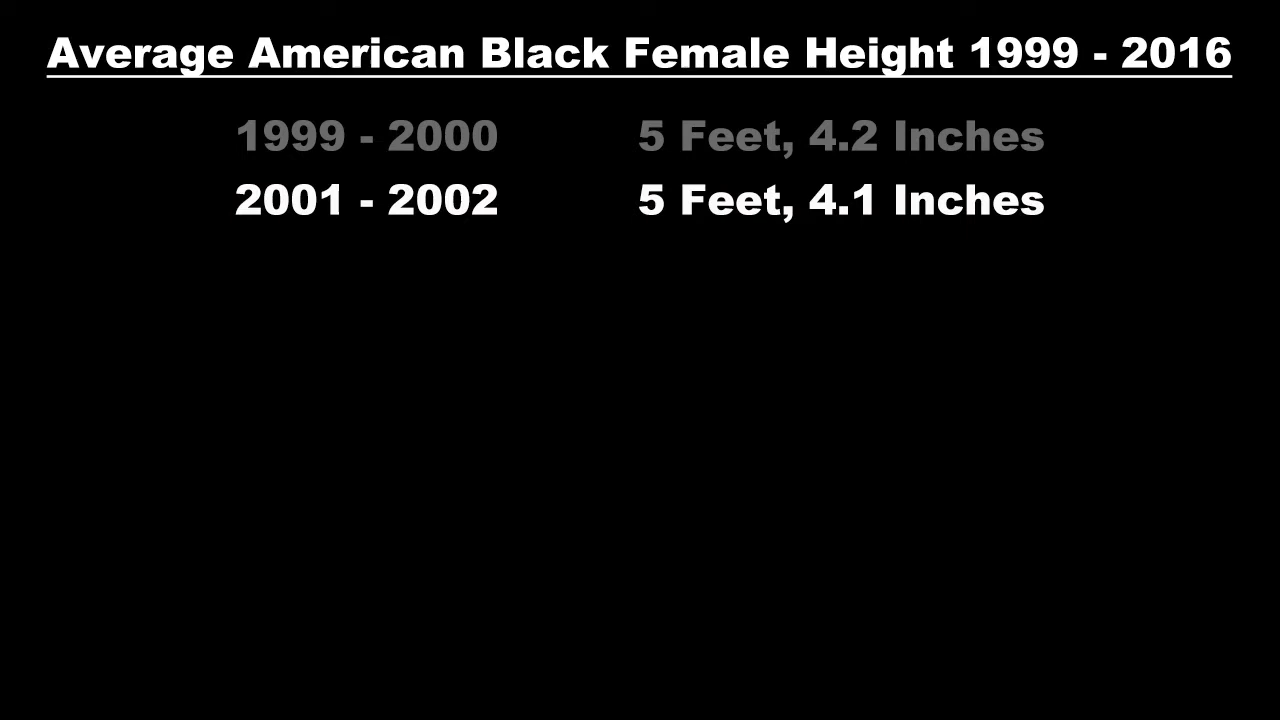 Average American Black Female Height 1999 - 2016
1999 - 2000 5 Feet, 4.2 Inches
2001 - 2002 5 Feet, 4.1 Inches